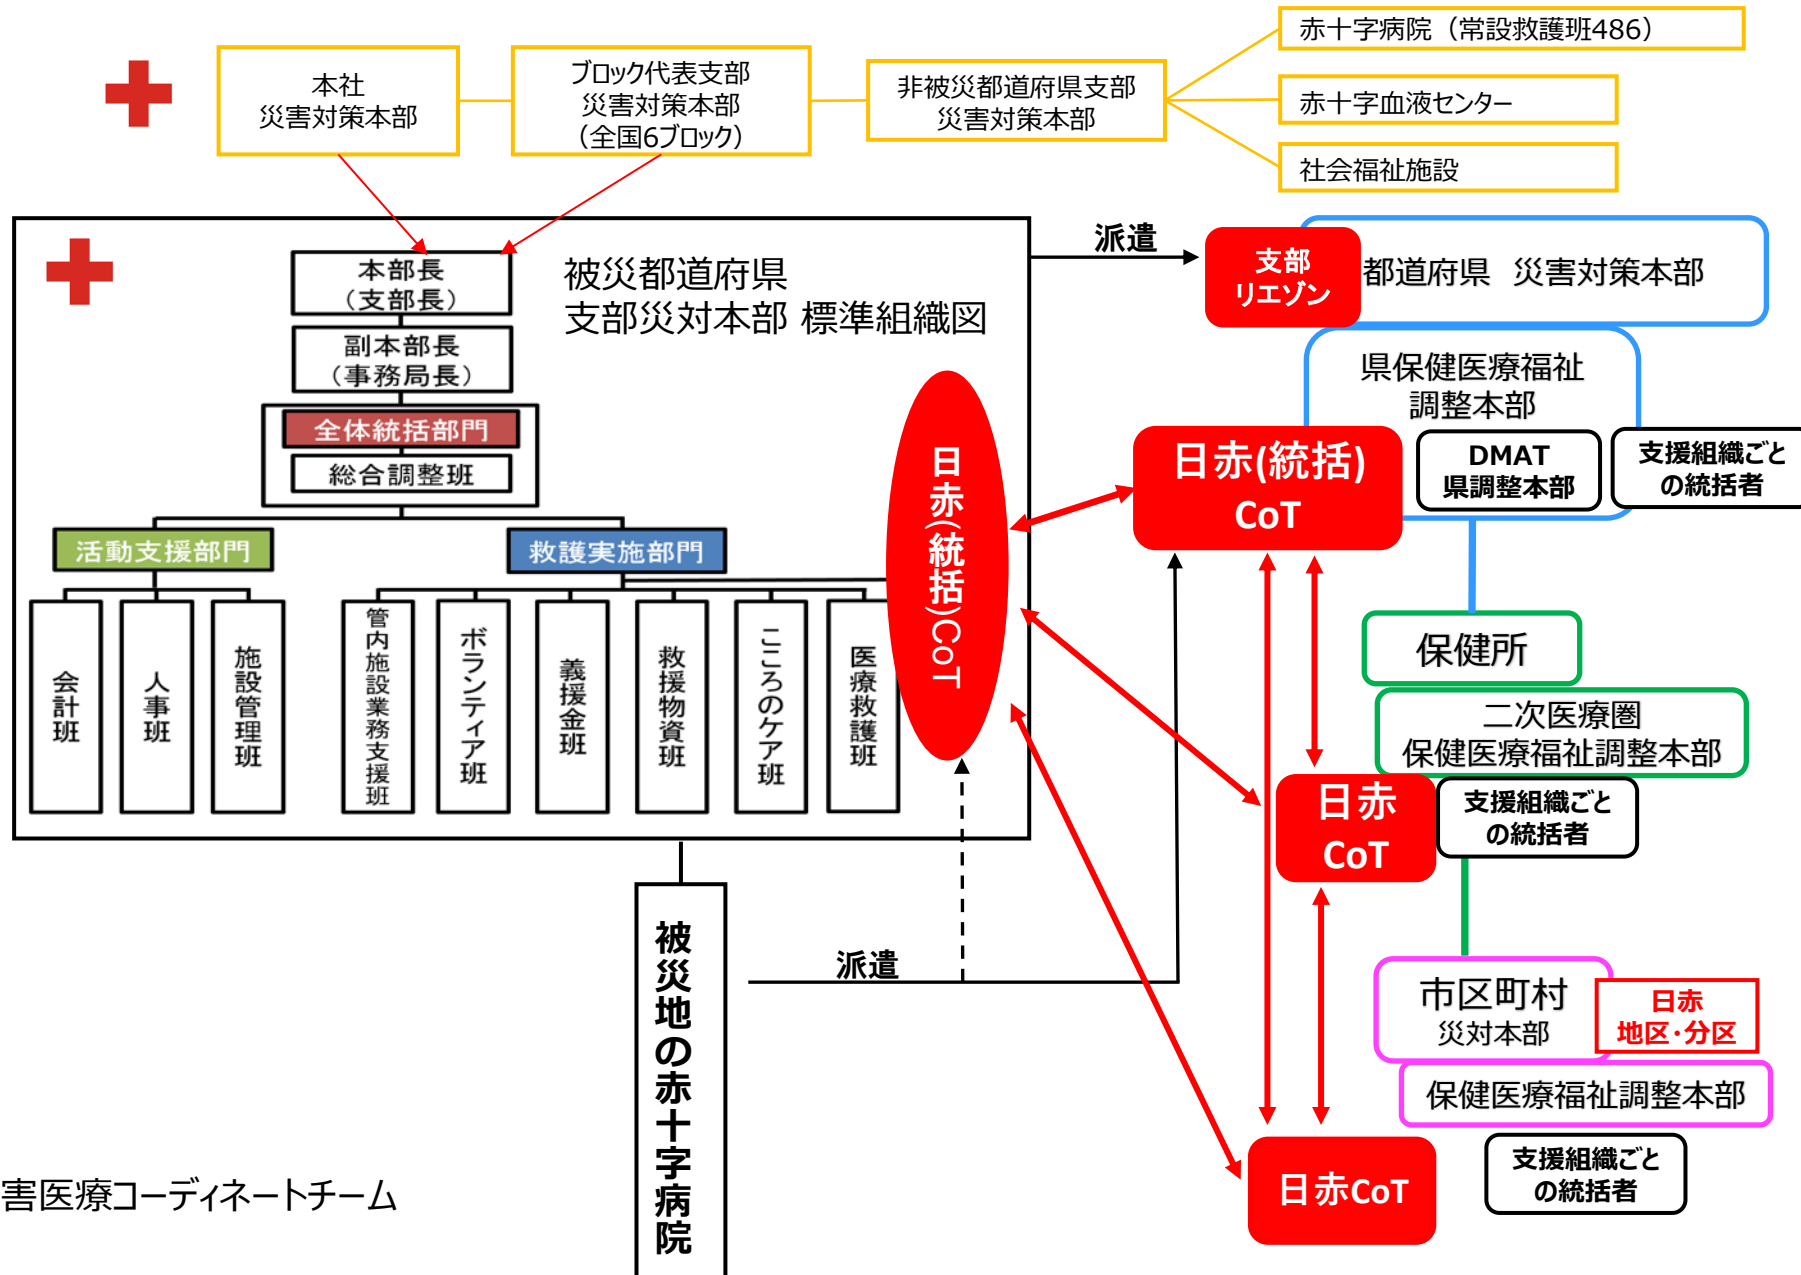 本社
災害対策本部
ブロック代表支部
災害対策本部
（全国6ブロック）
非被災都道府県支部
災害対策本部
赤十字病院（常設救護班486）
赤十字血液センター
社会福祉施設
被災都道府県
支部災対本部 標準組織図
本部長
（支部長）
副本部長
（事務局長）
全体統括部門
総合調整班
活動支援部門
救護実施部門
会計班
人事班
施設管理班
管内施設業務支援班
ボランティア班
義援金班
救援物資班
こころのケア班
医療救護班
日赤(統括)CoT
派遣
支部
リエゾン
都道府県 災害対策本部
県保健医療福祉
調整本部
日赤(統括)
CoT
DMAT
県調整本部
支援組織ごと
の統括者
保健所
二次医療圏
保健医療福祉調整本部
日赤
CoT
支援組織ごと
の統括者
被災地の赤十字病院
派遣
市区町村
災対本部
日赤
地区・分区
保健医療福祉調整本部
日赤CoT
支援組織ごと
の統括者
害医療コーディネートチーム